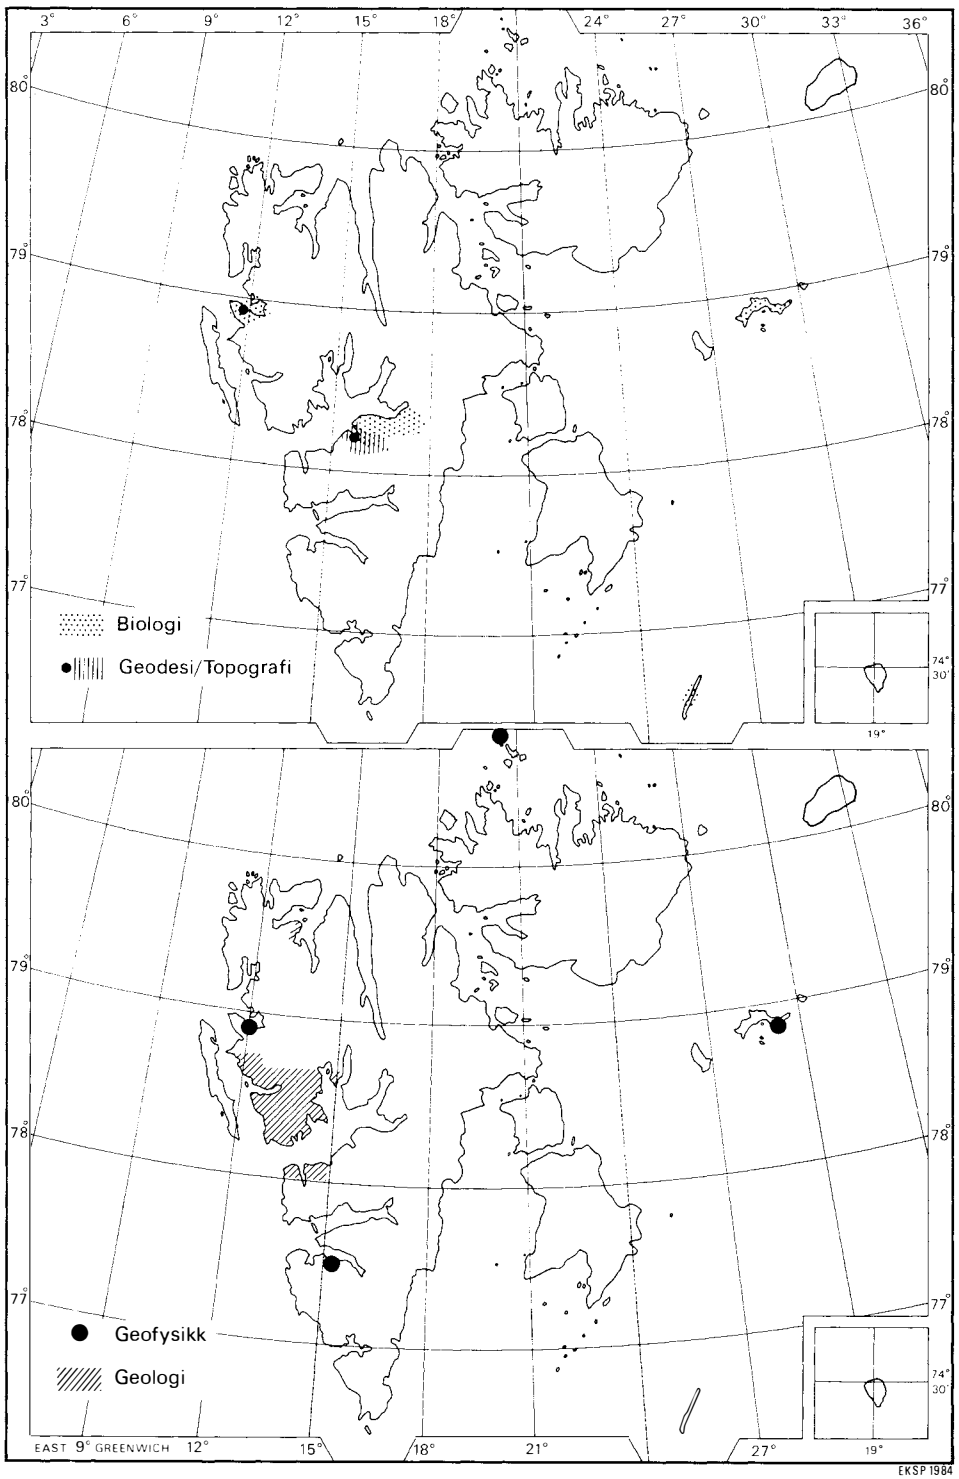 3° 6° 9° 12° 15° 18° 24° 27° 30° 33° 36°
80° 80°
79° 79°
78° 78°
77° 77°
Biologi
Geodesi/Topografi
74°
30'
19°
80° 80°
79° 79°
78° 78°
77° 77°
Geofysikk
Geologi
74°
30'
EAST 9° GREENWICH 12° 15° 18° 21° 27° 19°
EKSP 1984